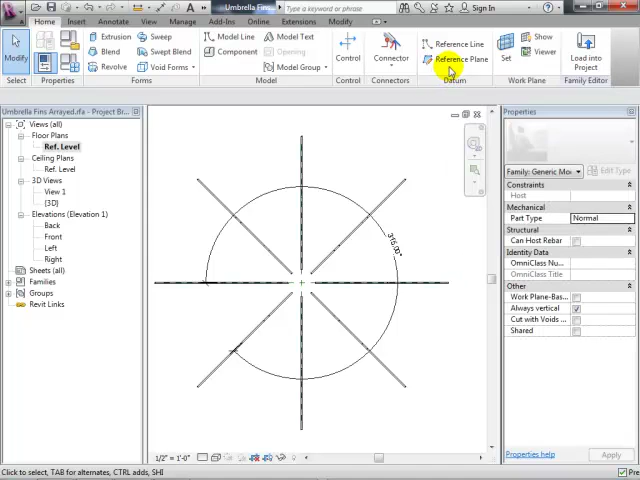 Umbrella Fins.
Sign In
Home
Insert
Annotate
View
Manage
Add-Ins
Online
Extensions
Modify
Modify
Extrusion
Sweep
Blend
Swept Blend
Revolve
Void Forms
Model Line
Component
Model Text
Opening
Model Group
Control
Connector
Reference Line
Reference Plane
Set
Show
Viewer
Load into
Project
Select
Properties
Forms
Model
Control
Connectors
Datum
Work Plane
Family Editor
Umbrella Fins Arrayed.rfa - Project Br...
Views (all)
Floor Plans
Ref. Level
Ceiling Plans
Ref. Level
3D Views
View 1
{3D}
Elevations (Elevation 1)
Back
Front
Left
Right
Sheets (all)
Families
Groups
Revit Links
315.00°
Properties
Family: Generic Mo
Edit Type
Constraints
Host
Mechanical
Part Type
Normal
Structural
Can Host Rebar
Identity Data
OmniClass Nu...
OmniClass Title
Other
Work Plane-Bas...
Always vertical
Cut with Voids ...
Shared
Properties help
Apply
1/2" = 1'-0"
Click to select, TAB for alternates, CTRL adds, SHI
Pre